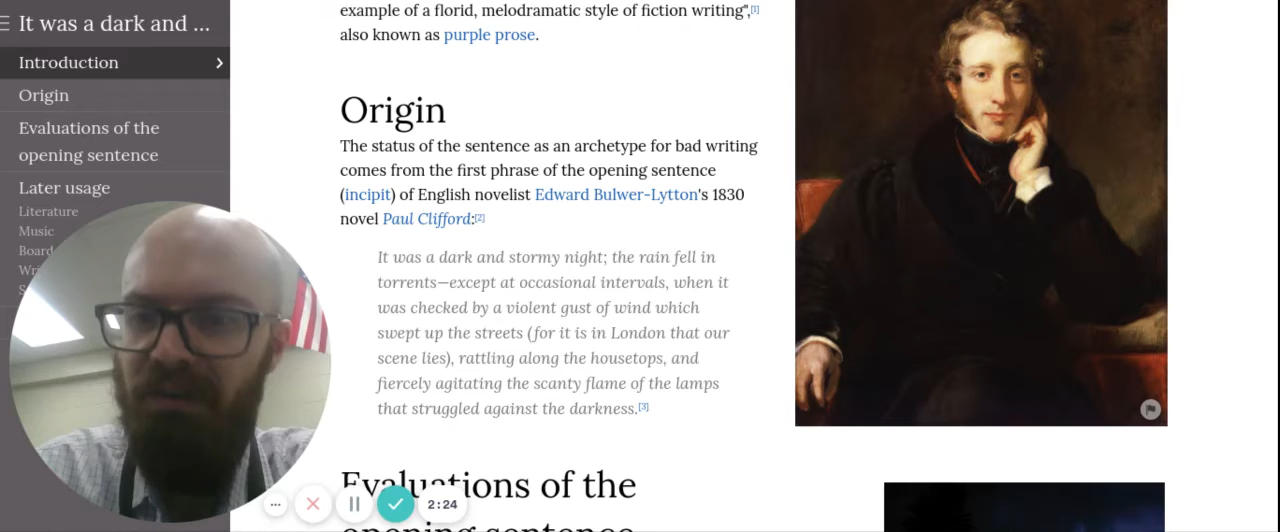 It was a dark and ...
Introduction
Origin
Evaluations of the
opening sentence
Later usage
Literature
Music
Board
Wri
S
example of a florid, melodramatic style of fiction writing",[1]
also known as purple prose.
Origin
The status of the sentence as an archetype for bad writing
comes from the first phrase of the opening sentence
(incipit) of English novelist Edward Bulwer-Lytton's 1830
novel Paul Clifford:[2]
It was a dark and stormy night; the rain fell in
torrents—except at occasional intervals, when it
was checked by a violent gust of wind which
swept up the streets (for it is in London that our
scene lies), rattling along the housetops, and
fiercely agitating the scanty flame of the lamps
that struggled against the darkness.[3]
Evaluations of the
opening sentence
2:24